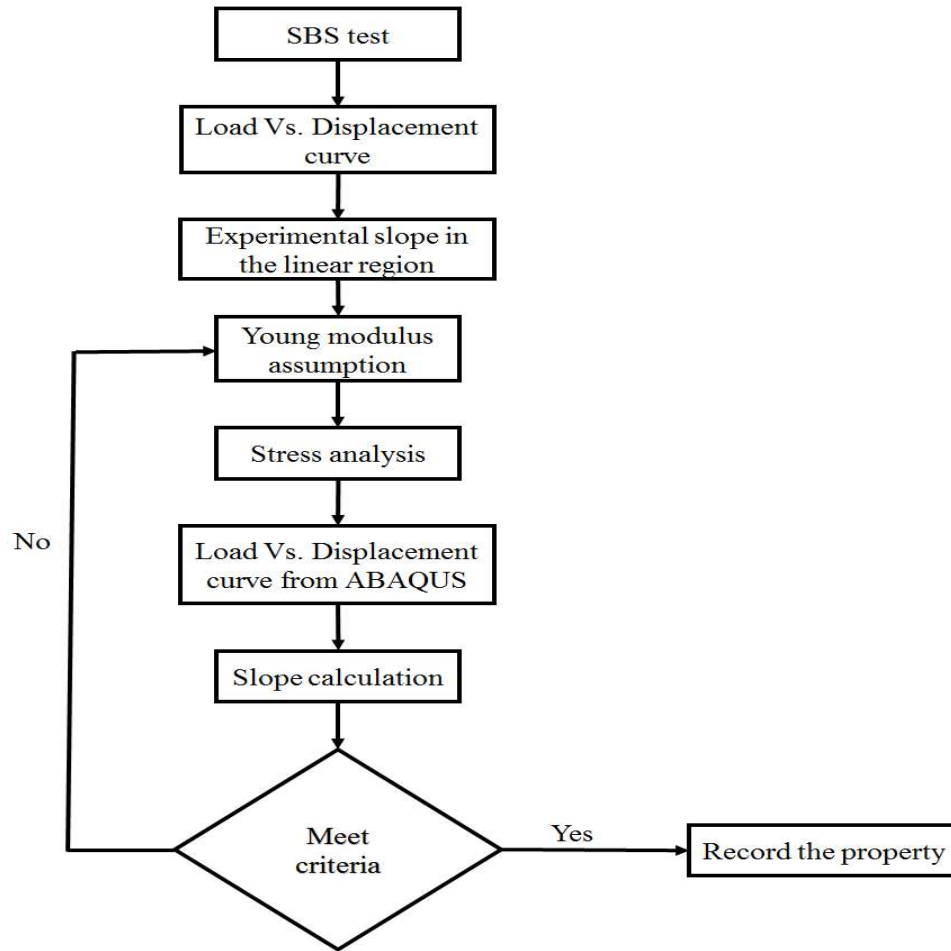 SBS test
Load Vs. Displacement
curve
Experimental slope in
the linear region
Young modulus
assumption
Stress analysis
Load Vs. Displacement
curve from ABAQUS
Slope calculation
Meet
criteria
No
Yes
Record the property